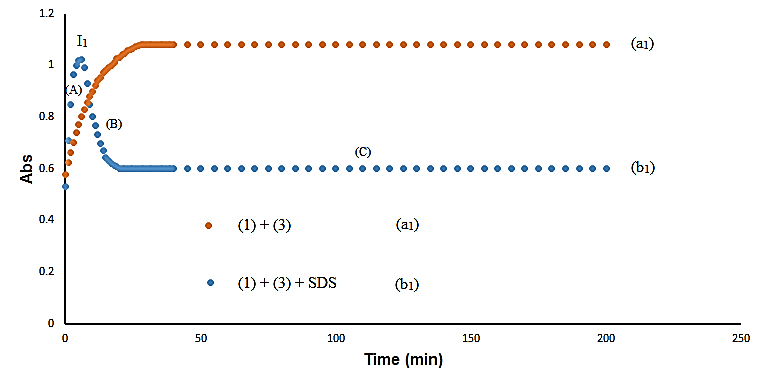 1.2
I1
(a1)
1
(A)
0.8
(B)
(C)
0.6
(b1)
Abs
0.4
(1) + (3) (a1)
0.2
(1) + (3) + SDS (b1)
0
0 50 100 150 200 250
Time (min)